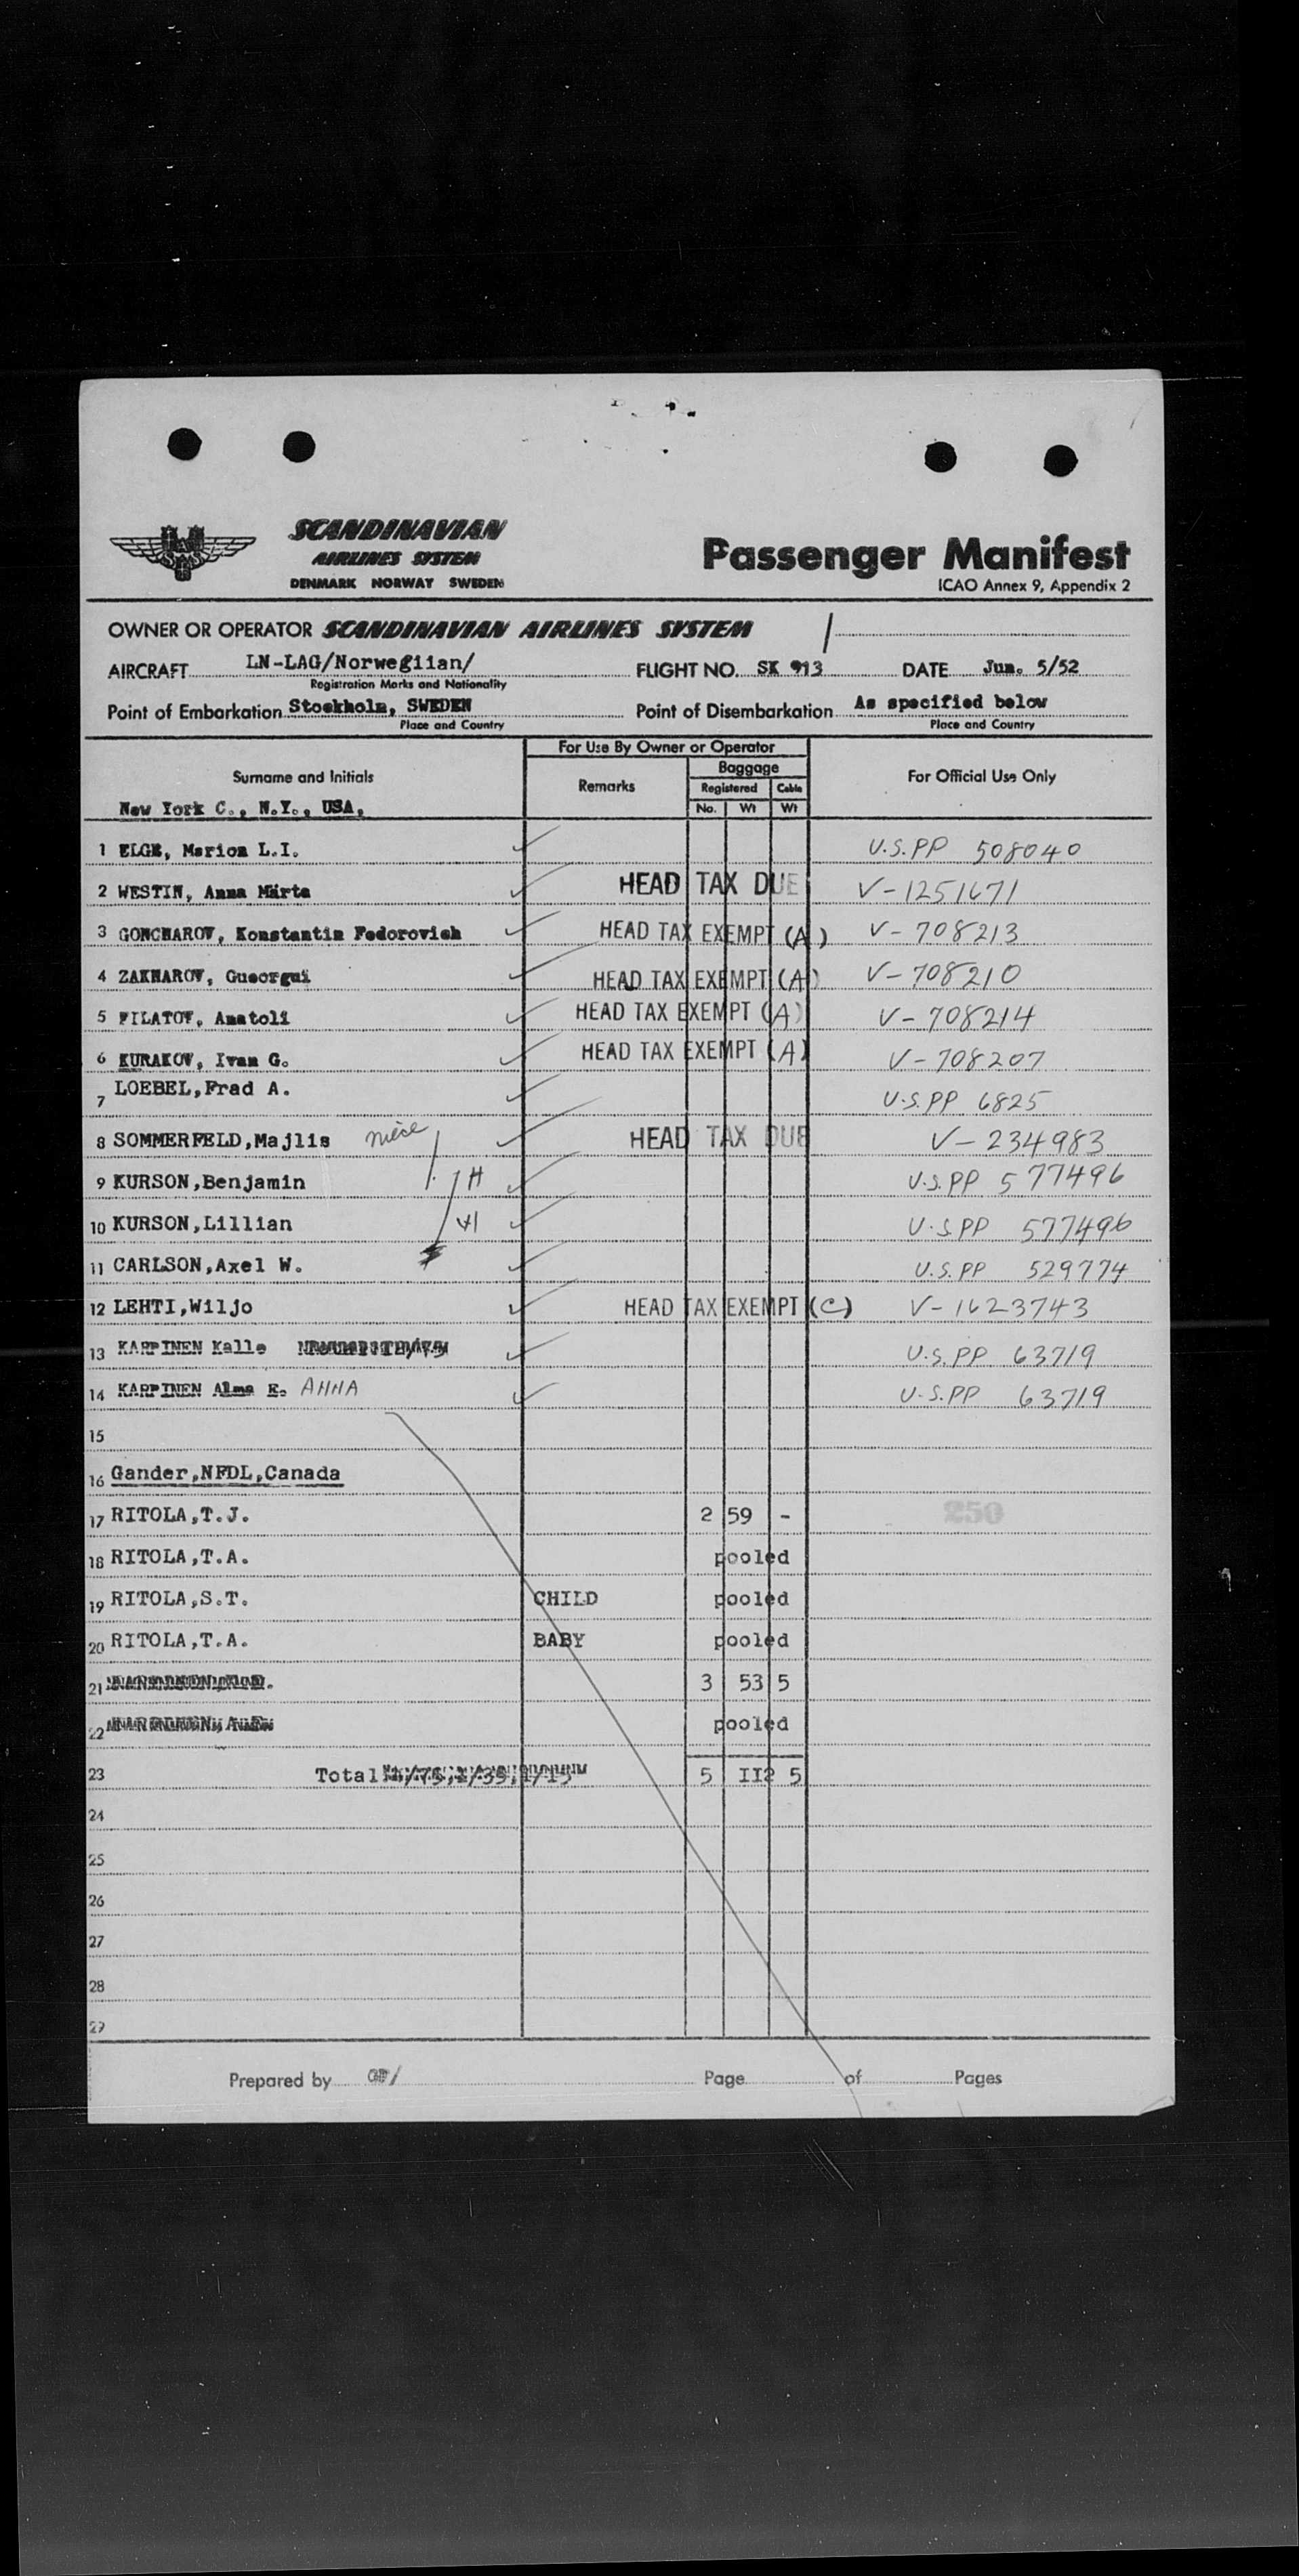 SCANDINAVIAN
AIRLINES SYSTEM
DENMARK NORWAY SWEDEN
Passenger Manifest
ICAO Annex 9, Appendix 2
OWNER OR OPERATOR SCANDINAVIAN AIRLINES SYSTEM
AIRCRAFT LN-LAG/Norwegiian/ FLIGHT NO. SK 913 DATE Jun. 5/52
Registration Marks and Nationality
Point of Embarkation Stockholm, SWEDEN Point of Disembarkation As specified below
Place and Country Place and Country
For Use By Owner or Operator
Surname and Initials Remarks Baggage For Official Use Only
Registered Cabin
New York C., N.Y., USA, No. Wt Wt
1 ELGE, Marion L.I. U.S.PP 508040
2 WESTIN, Anna Märta HEAD TAX DUE V-1251671
3 GONCHAROV, Konstantin Fedorovich HEAD TAX EXEMPT (A) V-708213
4 ZAKHAROV, Gueorgui HEAD TAX EXEMPT (A) V-708210
5 FILATOV, Anatoli HEAD TAX EXEMPT (A) V-708214
6 KURAKOV, Ivan G. HEAD TAX EXEMPT (A) V-708207
7 LOEBEL,Frad A. U.S.PP 6825
8 SOMMERFELD,Majlis niece HEAD TAX DUE V-234983
9 KURSON,Benjamin H U.S.PP 577496
10 KURSON,Lillian W U.S.PP 577496
11 CARLSON,Axel W. U.S.PP 529774
12 LEHTI,Wiljo HEAD TAX EXEMPT (C) V-1623743
13 KARPINEN Kalle U.S.PP 63719
14 KARPINEN Alma E. ANNA U.S.PP 63719
15
16 Gander,NFDL,Canada
17 RITOLA,T.J. 2 59 - 250
18 RITOLA,T.A. pooled
19 RITOLA,S.T. CHILD pooled
20 RITOLA,T.A. BABY pooled
21 3 53 5
22 pooled
23 Total 5 II2 5
24
25
26
27
28
29
Prepared by Page of Pages